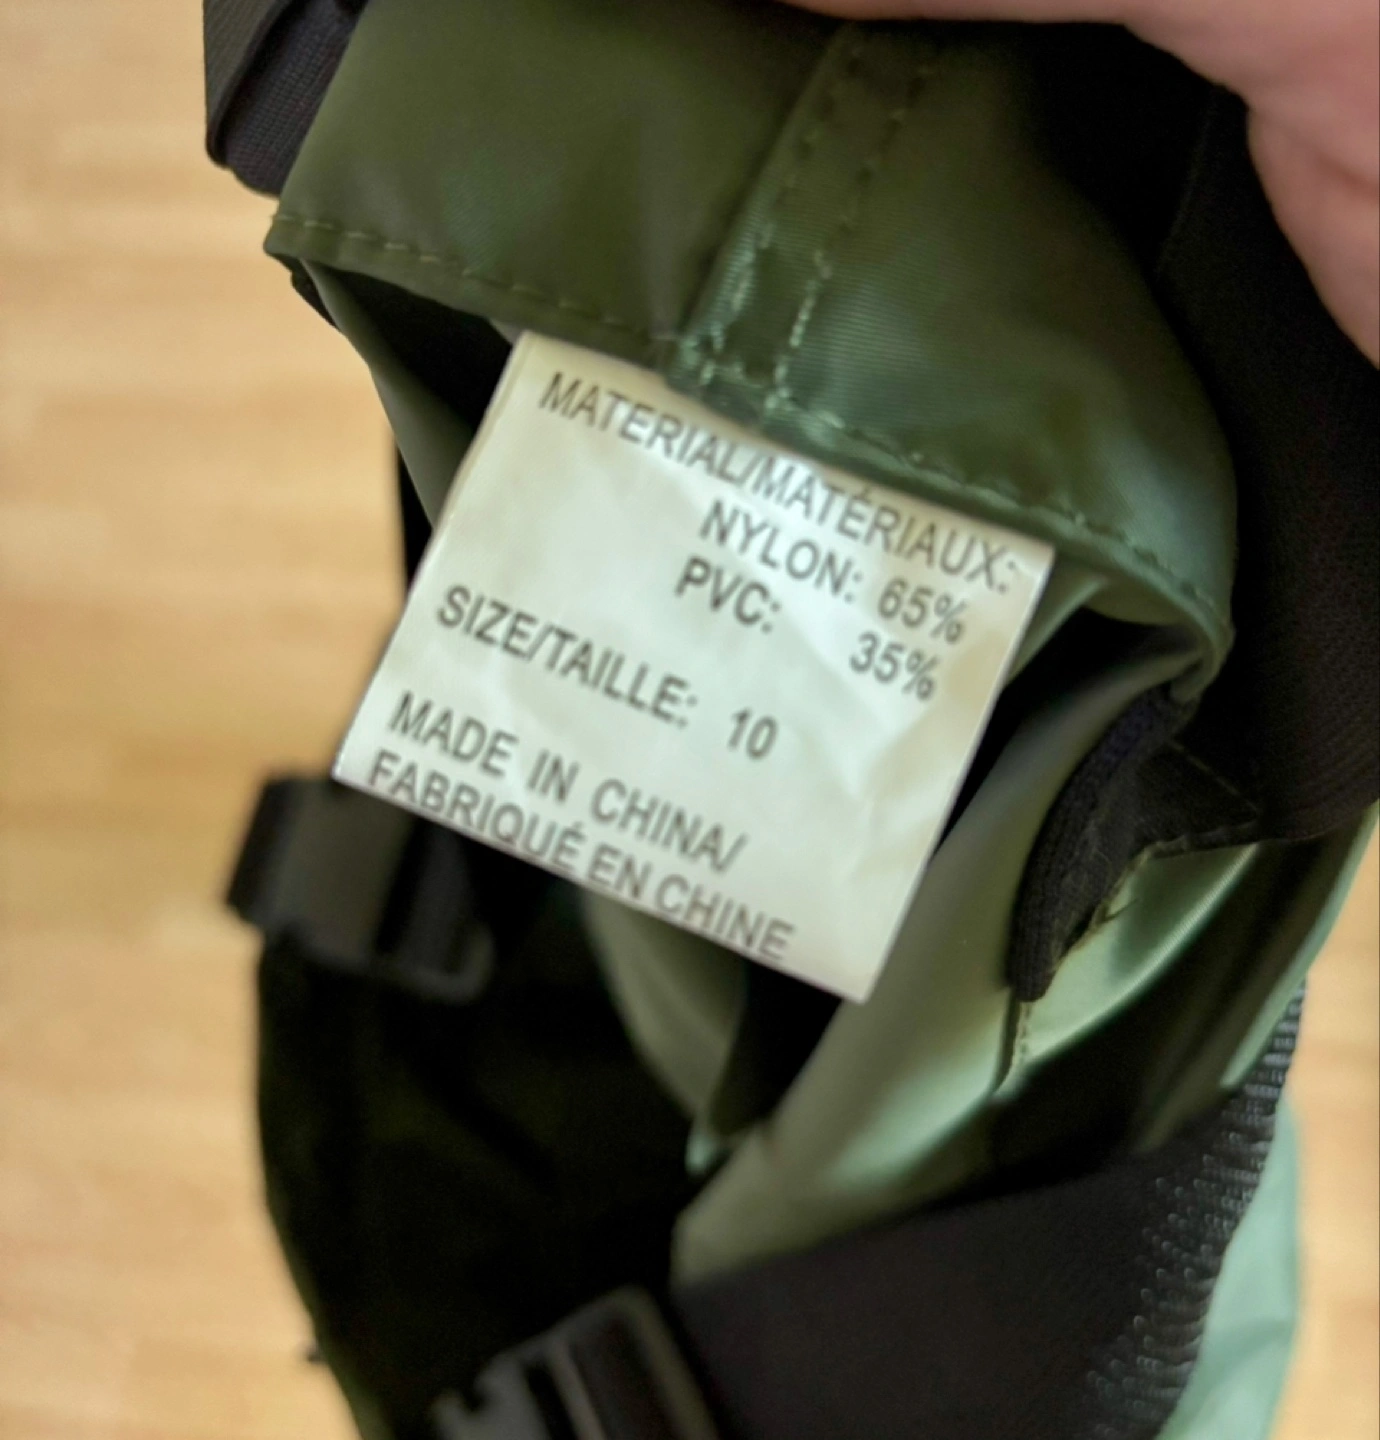 MATERIAL/MATÉRIAUX:
NYLON: 65%
PVC: 35%
SIZE/TAILLE: 10
MADE IN CHINA/
FABRIQUÉ EN CHINE